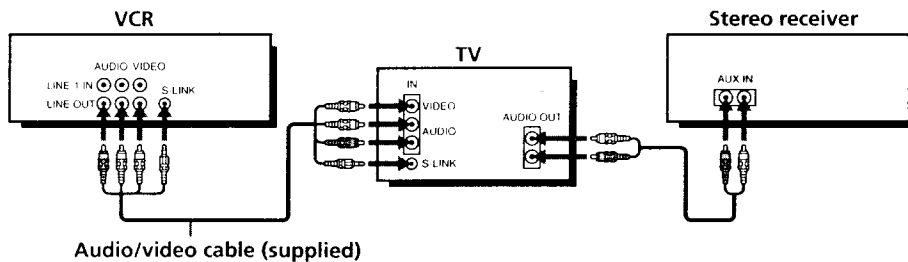 VCR
AUDIO VIDEO
LINE 1 IN
LINE OUT
S-LINK
TV
IN
VIDEO
AUDIO
S-LINK
AUDIO OUT
Stereo receiver
AUX IN
Audio/video cable (supplied)